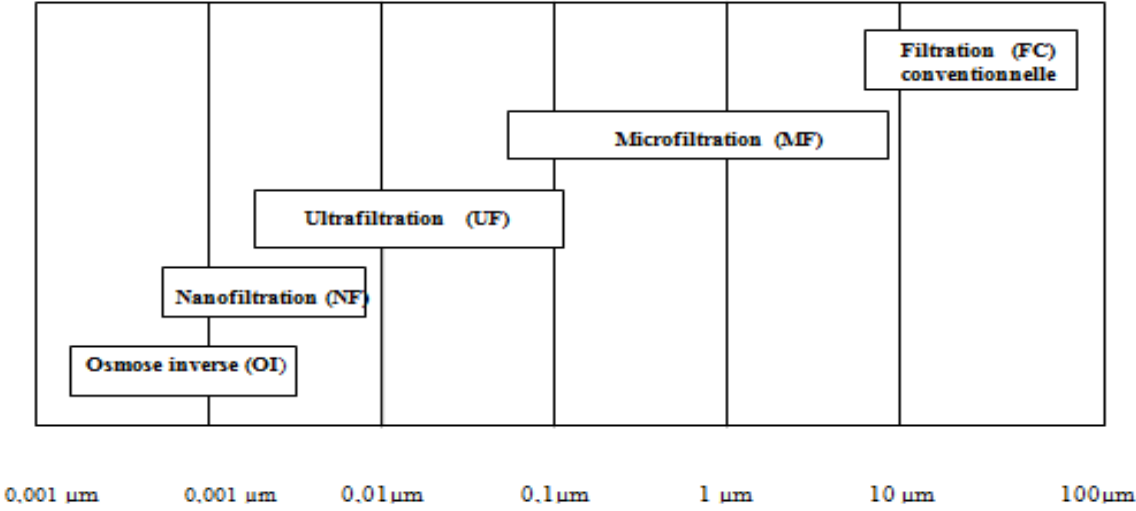 Filtration (FC)
conventionnelle
Microfiltration (MF)
Ultrafiltration (UF)
Nanofiltration (NF)
Osmose inverse (OI)
0,001 µm 0,001 µm 0.01µm 0.1µm 1 µm 10 µm 100µm